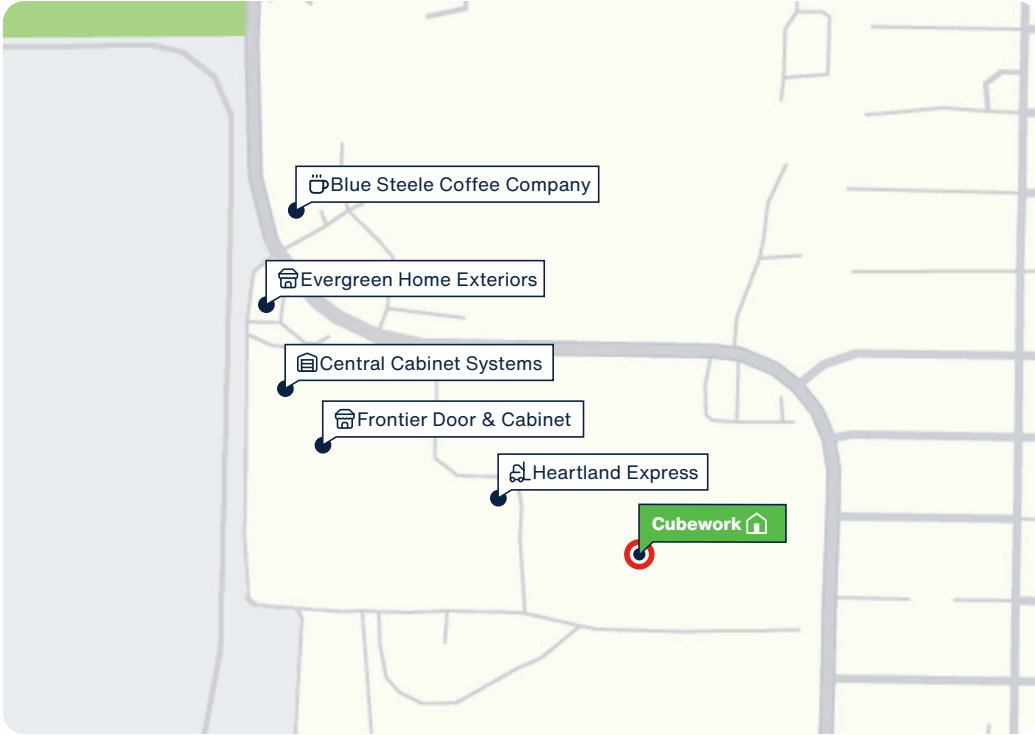 Blue Steele Coffee Company
Evergreen Home Exteriors
Central Cabinet Systems
Frontier Door & Cabinet
Heartland Express
Cubework